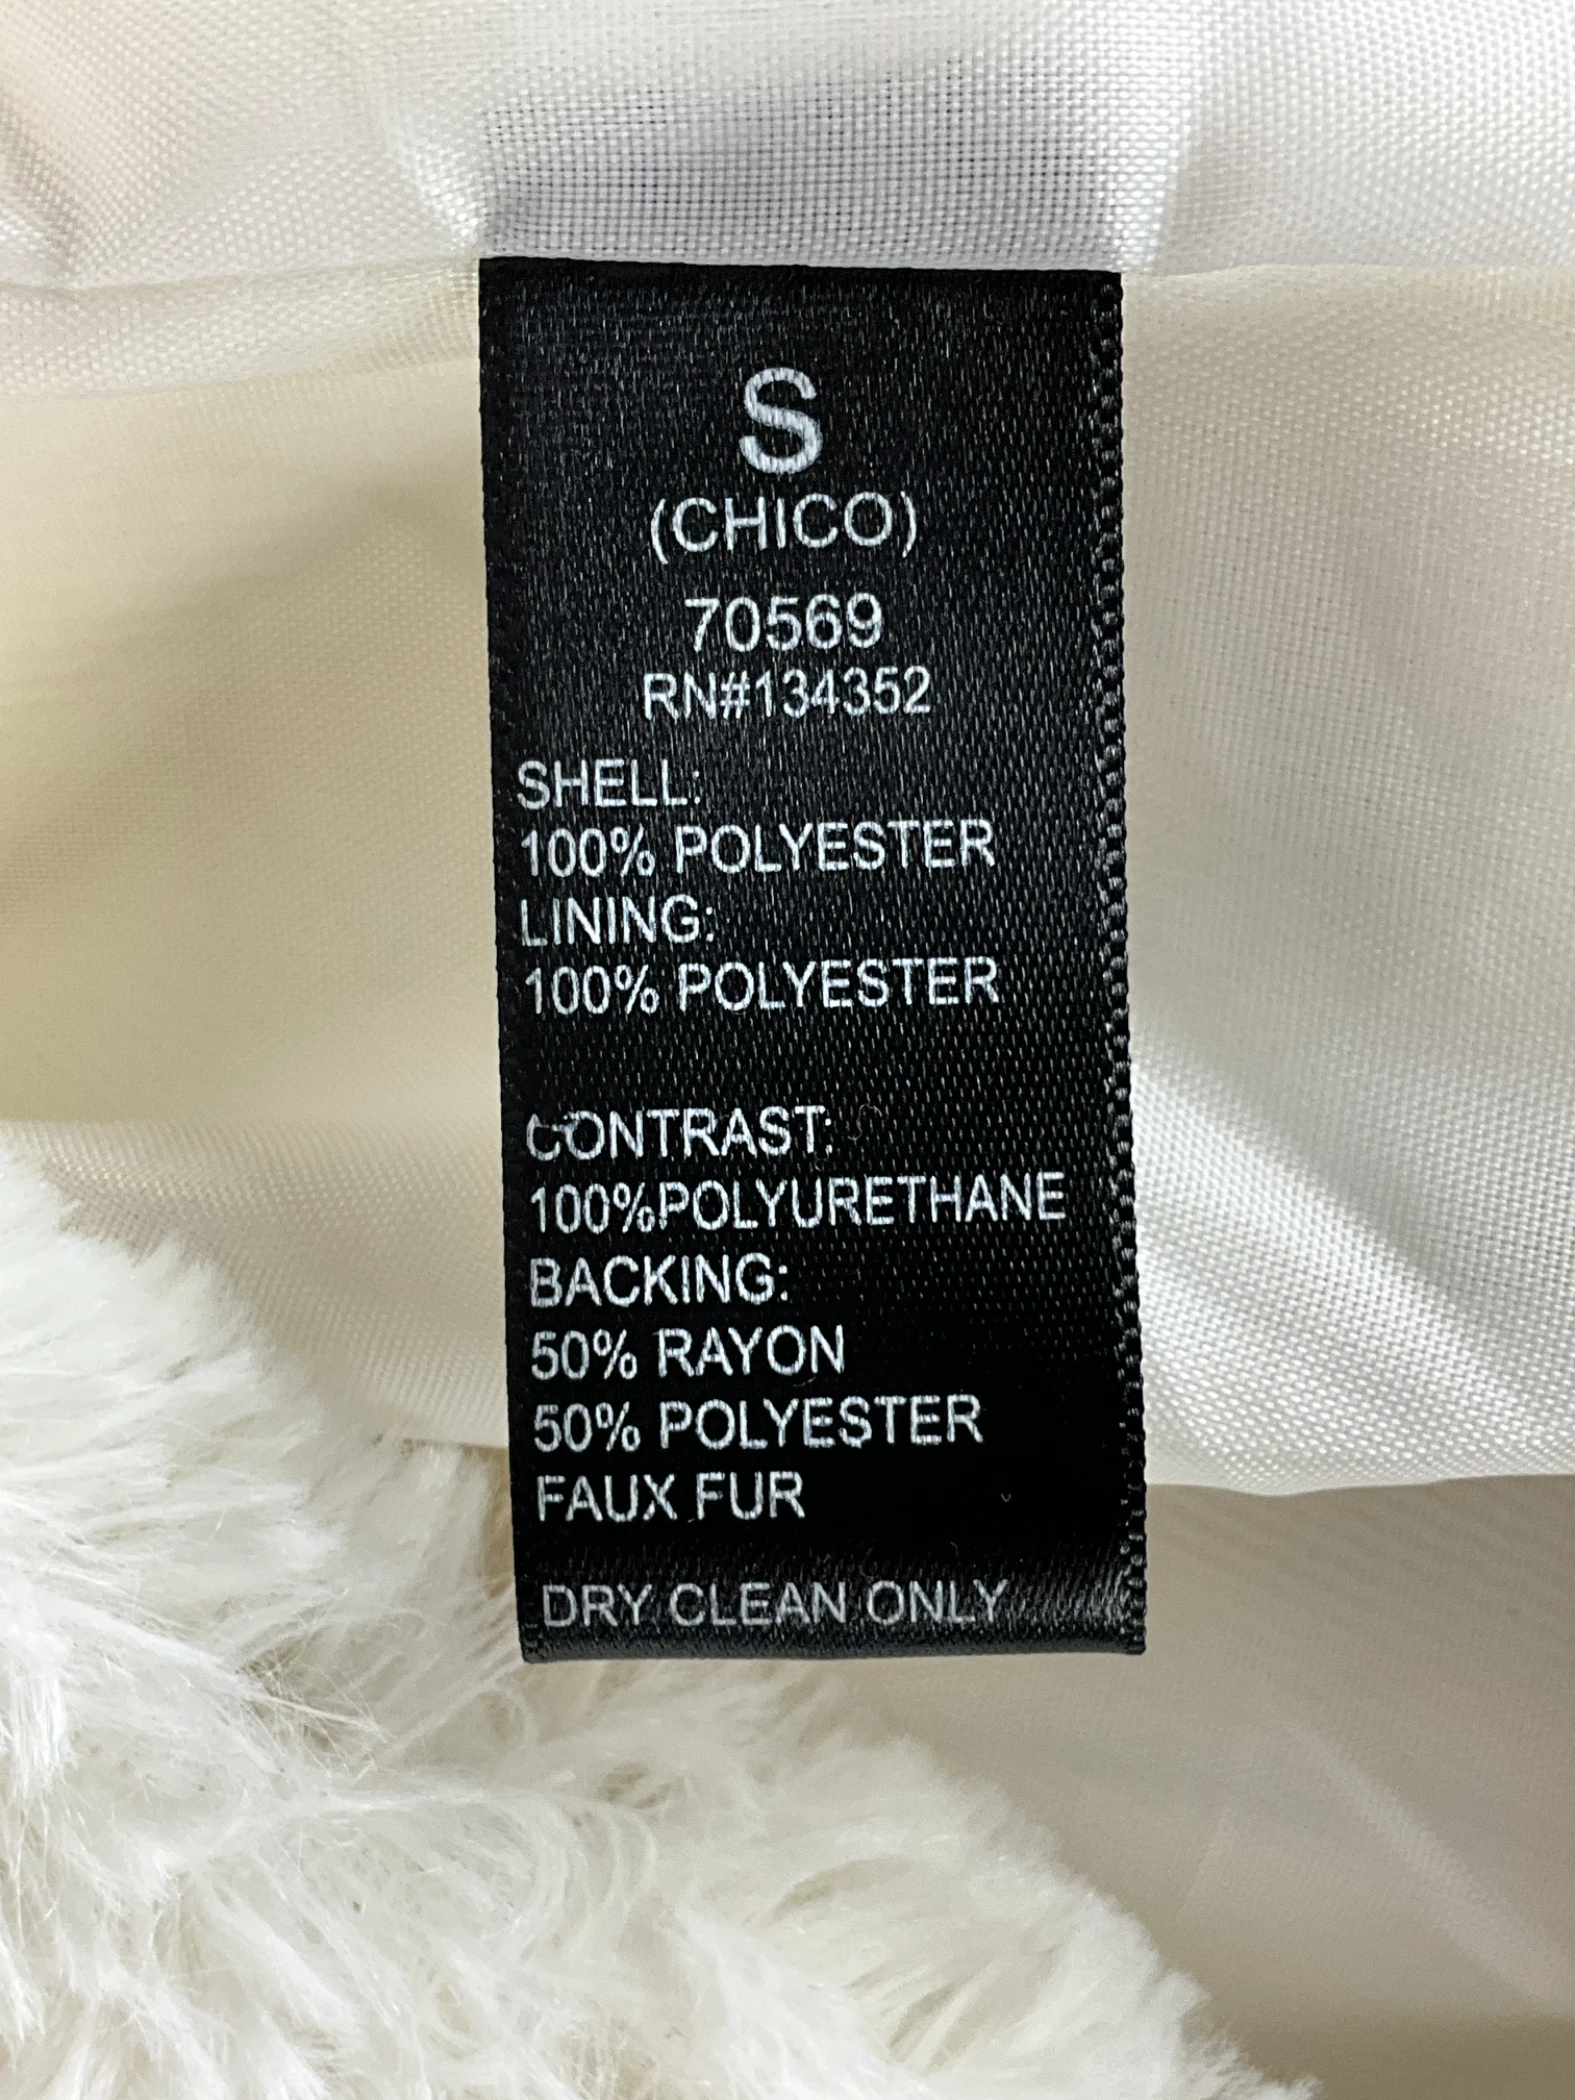 S
(CHICO)
70569
RN#134352
SHELL:
100% POLYESTER
LINING:
100% POLYESTER
CONTRAST:
100%POLYURETHANE
BACKING:
50% RAYON
50% POLYESTER
FAUX FUR
DRY CLEAN ONLY